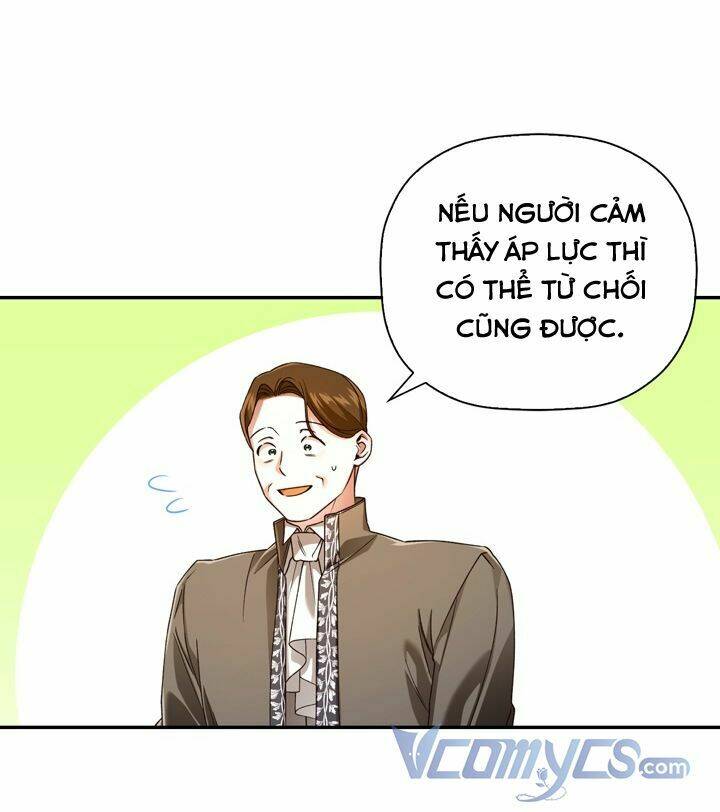 NẾU NGƯỜI CẢM
THẤY ÁP LỰC THÌ
CÓ THỂ TỪ CHỐI
CŨNG ĐƯỢC.
VCOMYCS.com